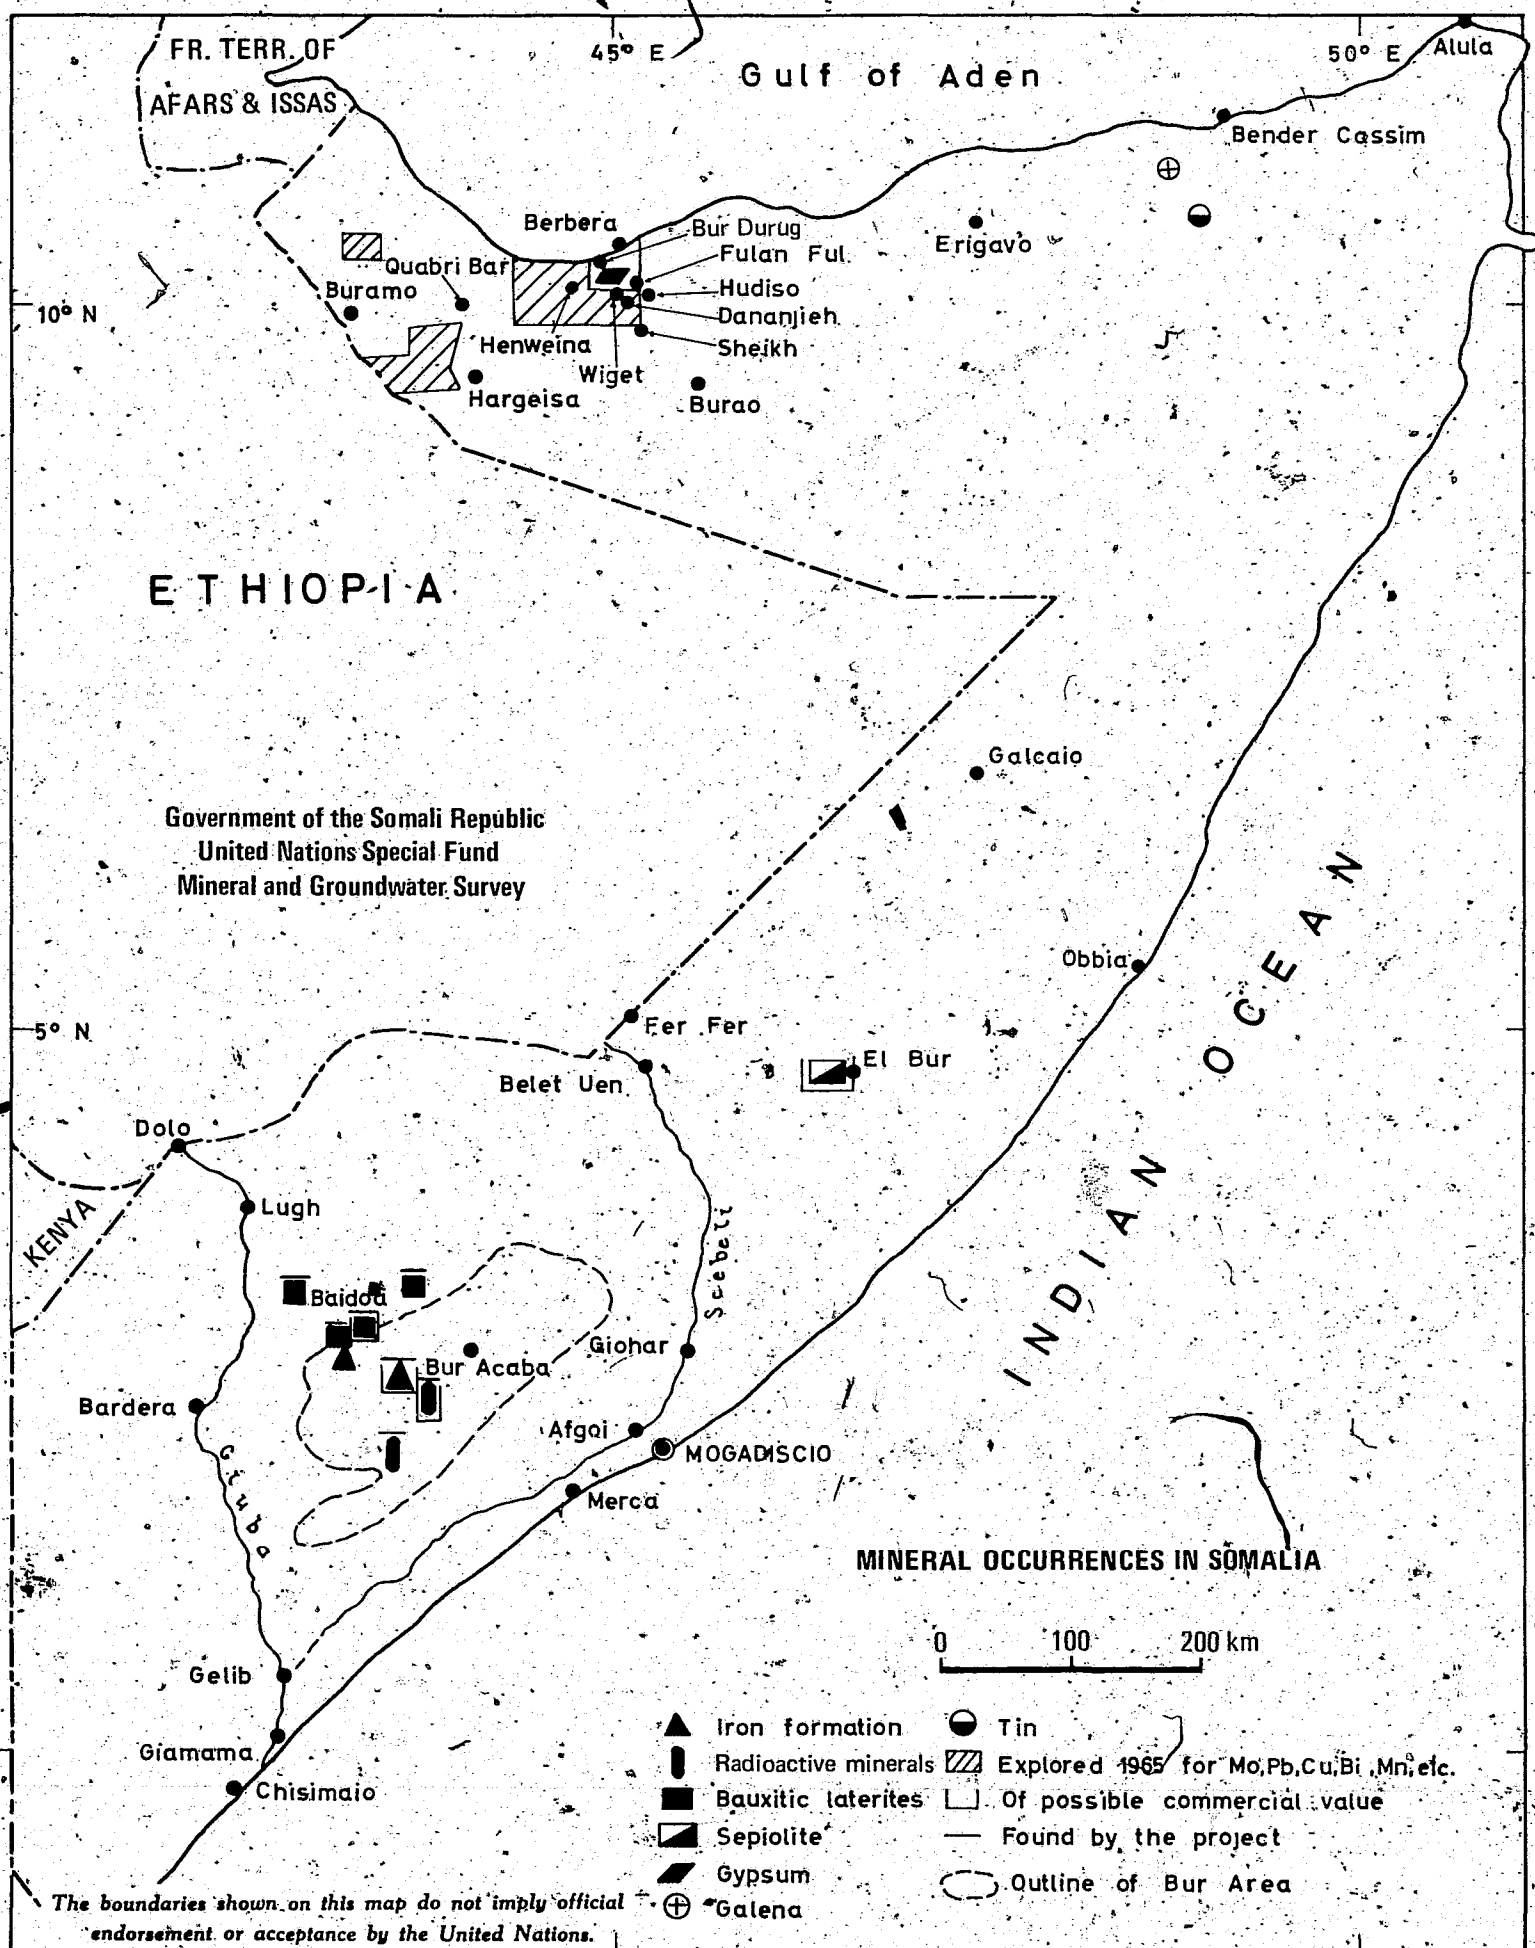 FR. TERR. OF
AFARS & ISSAS
45° E
Gulf of Aden
50° E
Alula
Bender Cassim
Berbera
Bur Durug
Fulan Ful
Erigavo
Quabri Bar
Hudiso
Buramo
10° N
Dananjieh
Henweina
Sheikh
Wiget
Hargeisa
Burao
ETHIOPIA
Galcaio
Government of the Somali Republic
United Nations Special Fund
Mineral and Groundwater Survey
Obbia
INDIAN OCEAN
5° N
Fer Fer
El Bur
Belet Uen
Dolo
KENYA
Lugh
Scebeli
Baidoa
Giohar
Bur Acaba
Bardera
Afgoi
MOGADISCIO
Giuba
Merca
MINERAL OCCURRENCES IN SOMALIA
0 100 200 km
Gelib
Giamama
Chisimaio
Iron formation
Tin
Radioactive minerals
Explored 1965 for Mo,Pb,Cu,Bi,Mn,etc.
Bauxitic laterites
Of possible commercial value
Sepiolite
Found by the project
Gypsum
Outline of Bur Area
Galena
The boundaries shown on this map do not imply official
endorsement or acceptance by the United Nations.